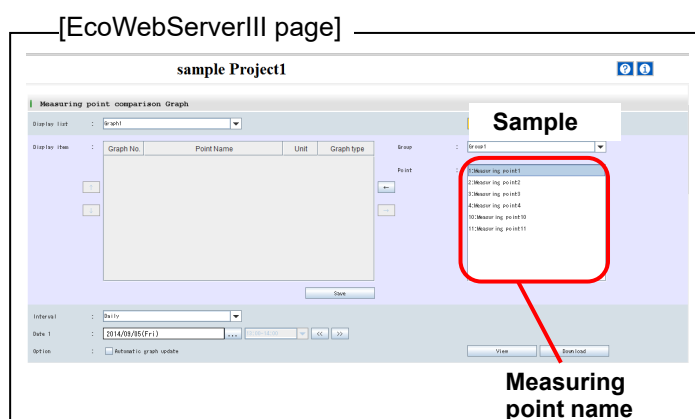 [EcoWebServerIII page]
sample Project1
? i
Measuring point comparison Graph
Display list : Graph1
Sample
Display item : Graph No. Point Name Unit Graph type
Group : Group1
Point : 1:Measuring point1
2:Measuring point2
3:Measuring point3
4:Measuring point4
10:Measuring point10
11:Measuring point11
↑
←
↓
→
Save
Interval : Daily
Date 1 : 2014/09/05(Fri) ... << >>
Option : Automatic graph update
View Download
Measuring
point name